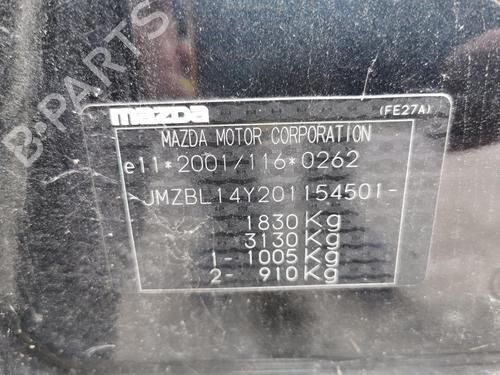 B-PARTS
mazda
(FE27A)
MAZDA MOTOR CORPORATION
e11*2001/116*0262
-JMZBL14Y201154501-
1830Kg
3130Kg
1- 1005Kg
2- 910Kg